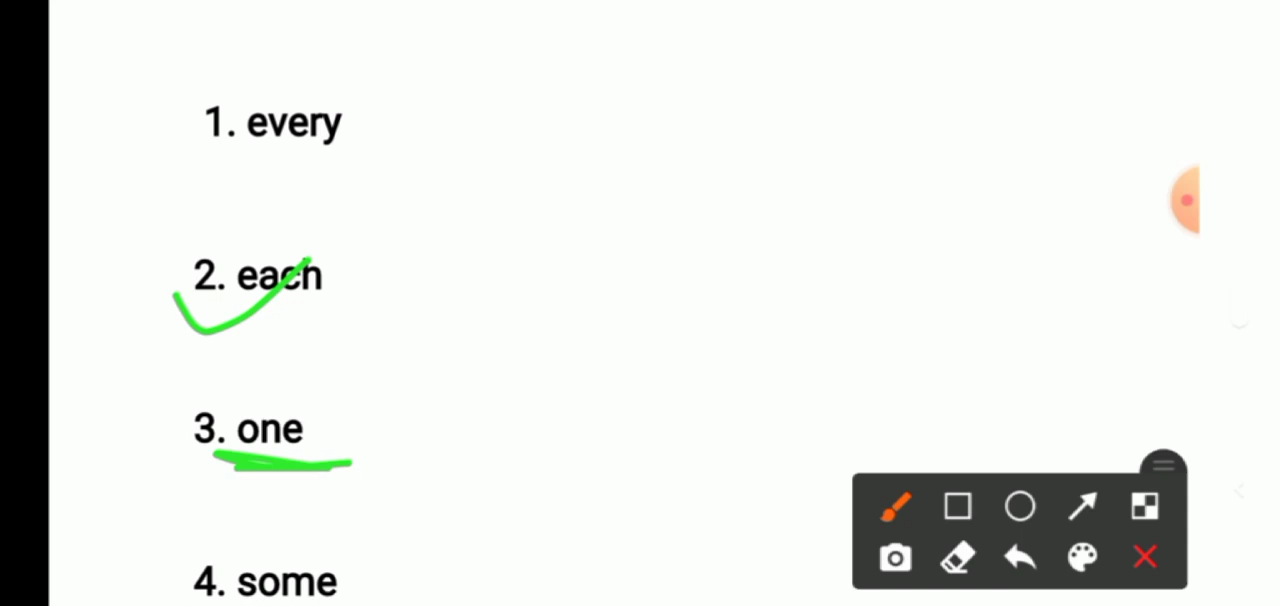 1. every
2. each
3. one
4. some